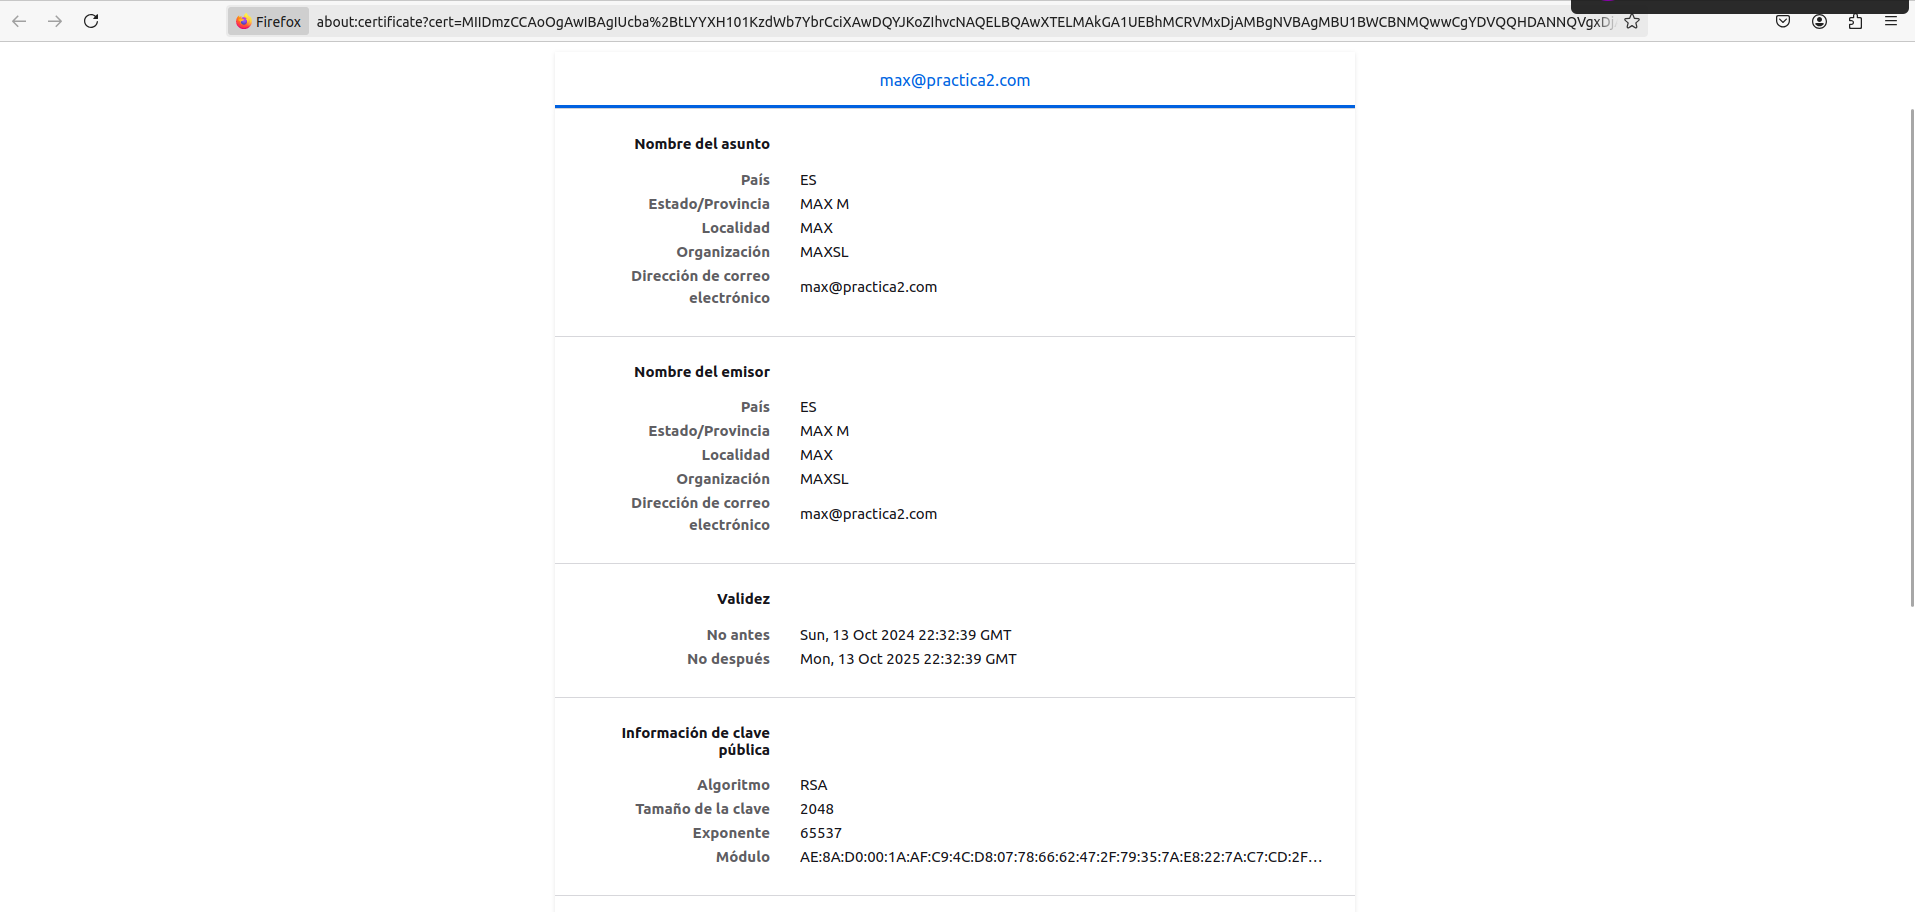 Firefox about:certificate?cert=MIIDmzCCAoOgAwIBAgIUcba%2BtLYYXH101KzdWb7YbrCciXAwDQYJKoZIhvcNAQELBQAwXTELMAkGA1UEBhMCRVMxDjAMBgNVBAgMBU1BWCBNMQwwCgYDVQQHDANNQVgxDj
max@practica2.com
Nombre del asunto
País ES
Estado/Provincia MAX M
Localidad MAX
Organización MAXSL
Dirección de correo
electrónico max@practica2.com
Nombre del emisor
País ES
Estado/Provincia MAX M
Localidad MAX
Organización MAXSL
Dirección de correo
electrónico max@practica2.com
Validez
No antes Sun, 13 Oct 2024 22:32:39 GMT
No después Mon, 13 Oct 2025 22:32:39 GMT
Información de clave
pública
Algoritmo RSA
Tamaño de la clave 2048
Exponente 65537
Módulo AE:8A:D0:00:1A:AF:C9:4C:D8:07:78:66:62:47:2F:79:35:7A:E8:22:7A:C7:CD:2F…